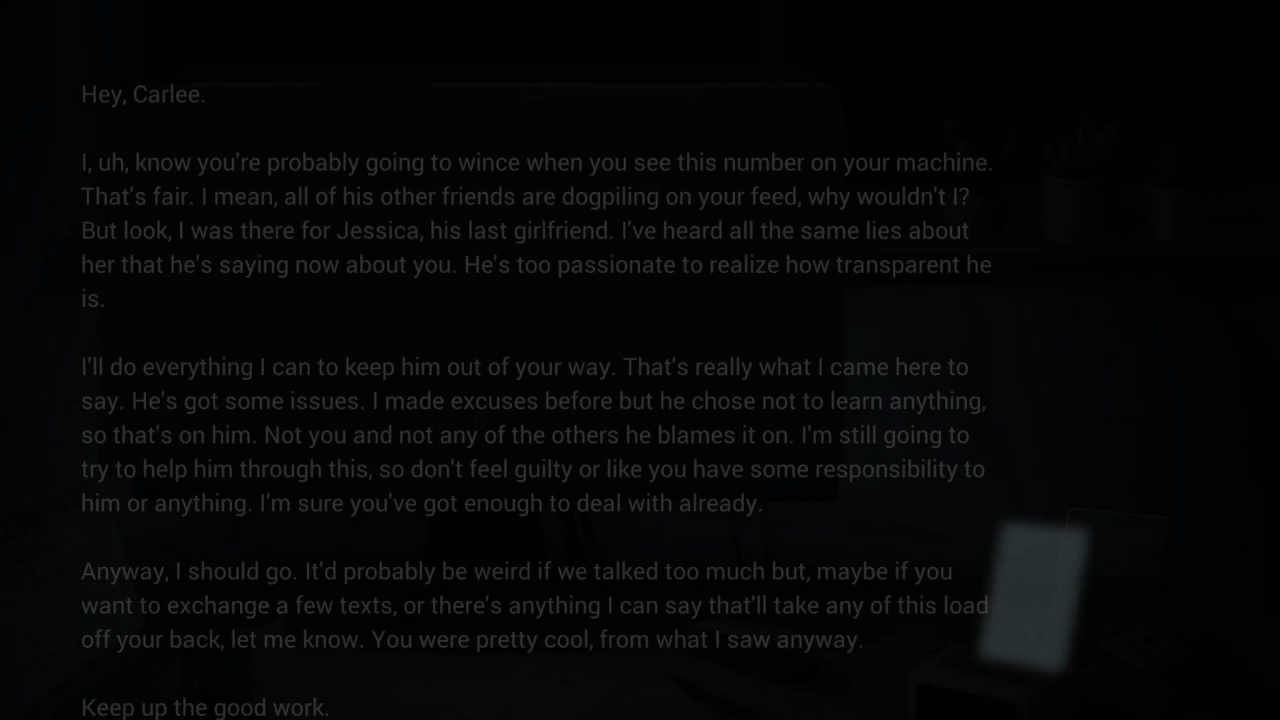 Hey, Carlee.
I, uh, know you're probably going to wince when you see this number on your machine.
That's fair. I mean, all of his other friends are dogpiling on your feed, why wouldn't I?
But look, I was there for Jessica, his last girlfriend. I've heard all the same lies about
her that he's saying now about you. He's too passionate to realize how transparent he
is.
I'll do everything I can to keep him out of your way. That's really what I came here to
say. He's got some issues. I made excuses before but he chose not to learn anything,
so that's on him. Not you and not any of the others he blames it on. I'm still going to
try to help him through this, so don't feel guilty or like you have some responsibility to
him or anything. I'm sure you've got enough to deal with already.
Anyway, I should go. It'd probably be weird if we talked too much but, maybe if you
want to exchange a few texts, or there's anything I can say that'll take any of this load
off your back, let me know. You were pretty cool, from what I saw anyway.
Keep up the good work.